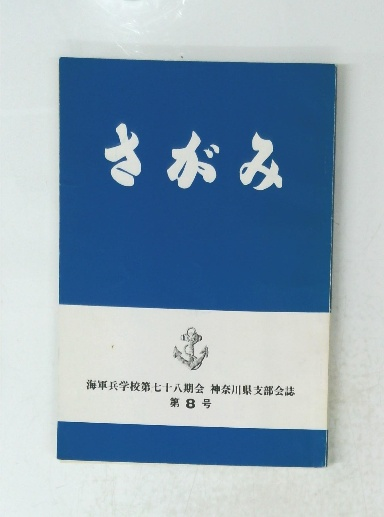 さがみ
海軍兵学校第七十八期会 神奈川県支部会誌
第8号